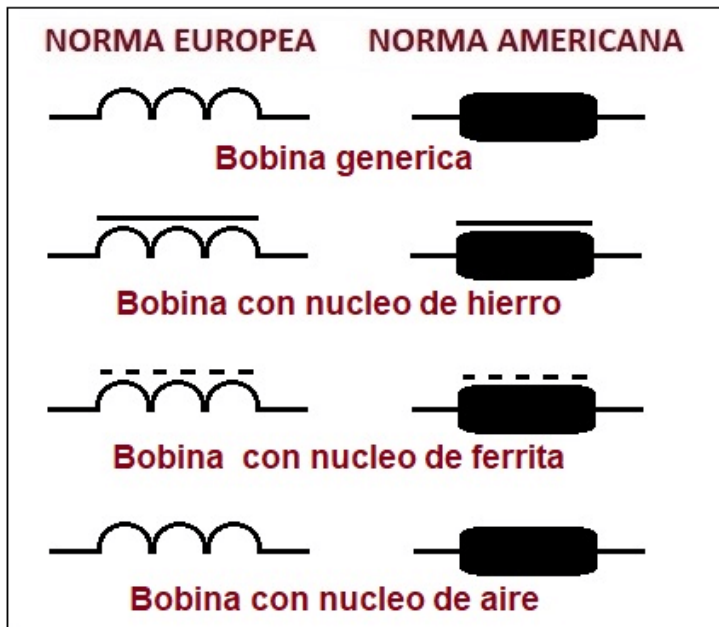 NORMA EUROPEA NORMA AMERICANA
Bobina generica
Bobina con nucleo de hierro
Bobina con nucleo de ferrita
Bobina con nucleo de aire